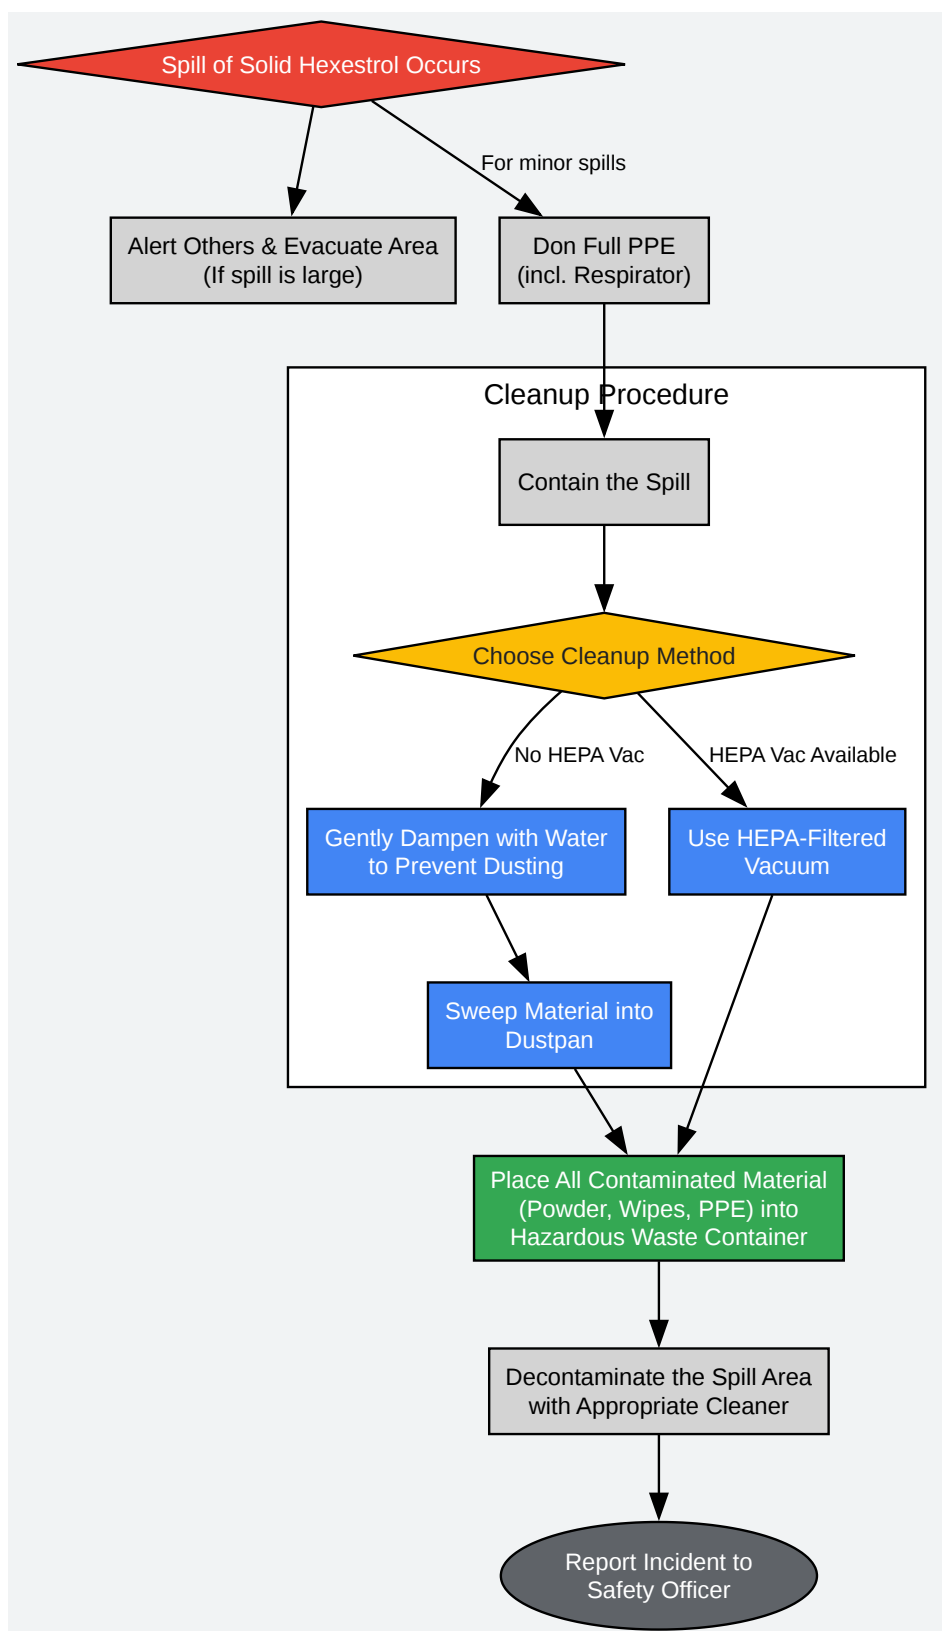 Spill of Solid Hexestrol Occurs
For minor spills
Alert Others & Evacuate Area
(If spill is large)
Don Full PPE
(incl. Respirator)
Cleanup Procedure
Contain the Spill
Choose Cleanup Method
No HEPA Vac
HEPA Vac Available
Gently Dampen with Water
to Prevent Dusting
Use HEPA-Filtered
Vacuum
Sweep Material into
Dustpan
Place All Contaminated Material
(Powder, Wipes, PPE) into
Hazardous Waste Container
Decontaminate the Spill Area
with Appropriate Cleaner
Report Incident to
Safety Officer